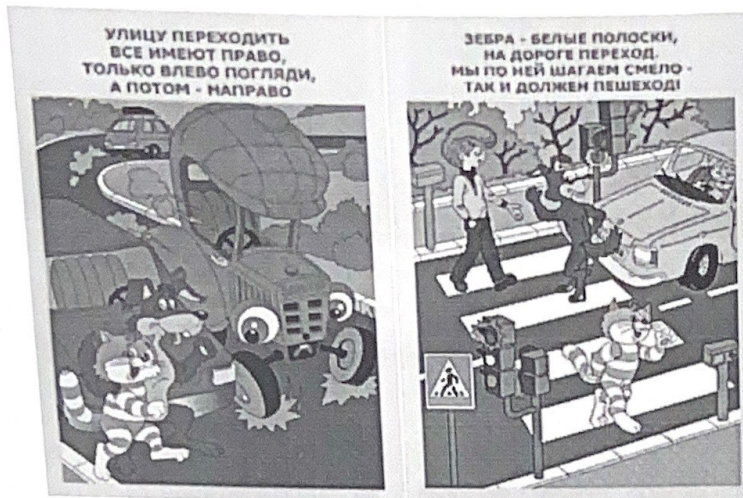 УЛИЦУ ПЕРЕХОДИТЬ
ВСЕ ИМЕЮТ ПРАВО,
ТОЛЬКО ВЛЕВО ПОГЛЯДИ,
А ПОТОМ - НАПРАВО
ЗЕБРА - БЕЛЫЕ ПОЛОСКИ,
НА ДОРОГЕ ПЕРЕХОД.
МЫ ПО НЕЙ ШАГАЕМ СМЕЛО -
ТАК И ДОЛЖЕН ПЕШЕХОД!